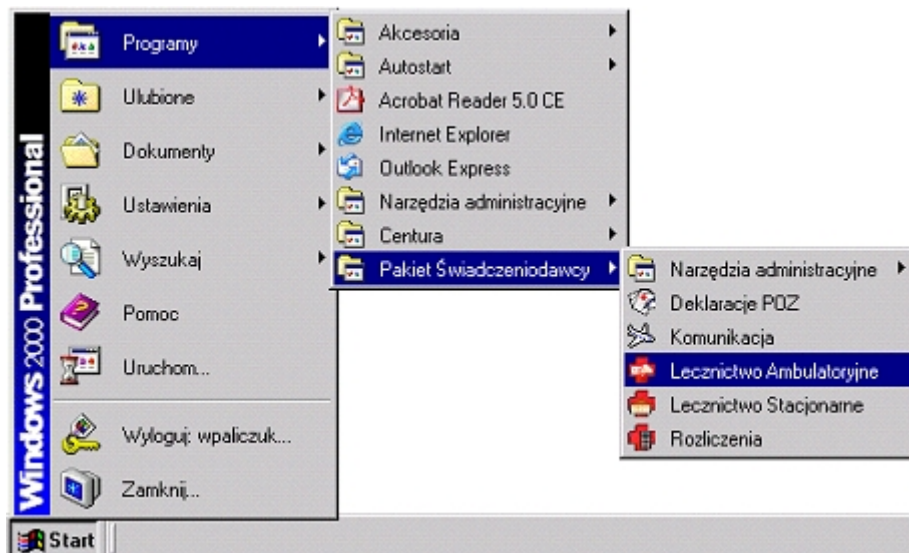 Windows 2000 Professional
Programy
Ulubione
Dokumenty
Ustawienia
Wyszukaj
Pomoc
Uruchom...
Wyloguj: wpaliczuk...
Zamknij...
Akcesoria
Autostart
Acrobat Reader 5.0 CE
Internet Explorer
Outlook Express
Narzędzia administracyjne
Centura
Pakiet Świadczeniodawcy
Narzędzia administracyjne
Deklaracje POZ
Komunikacja
Lecznictwo Ambulatoryjne
Lecznictwo Stacjonarne
Rozliczenia
Start